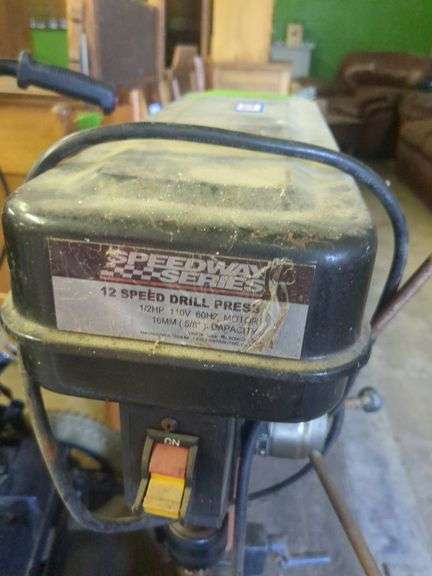 SPEEDWAY
SERIES
12 SPEED DRILL PRESS
1/2HP 110V 60HZ MOTOR
16MM ( 5/8" ) - CAPACITY
ON